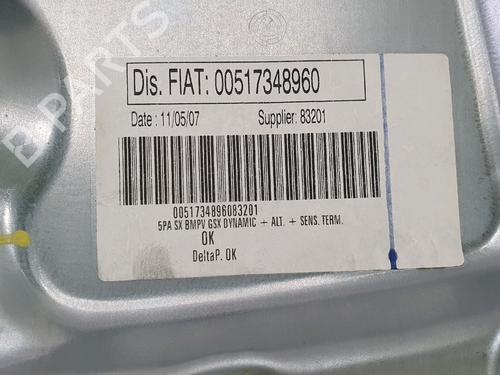 Dis. FIAT: 00517348960
Date : 11/05/07 Supplier: 83201
0051734896083201
5PA SX BMPV GSX DYNAMIC + ALT. + SENS. TERM.
OK
DeltaP. OK
B-PARTS